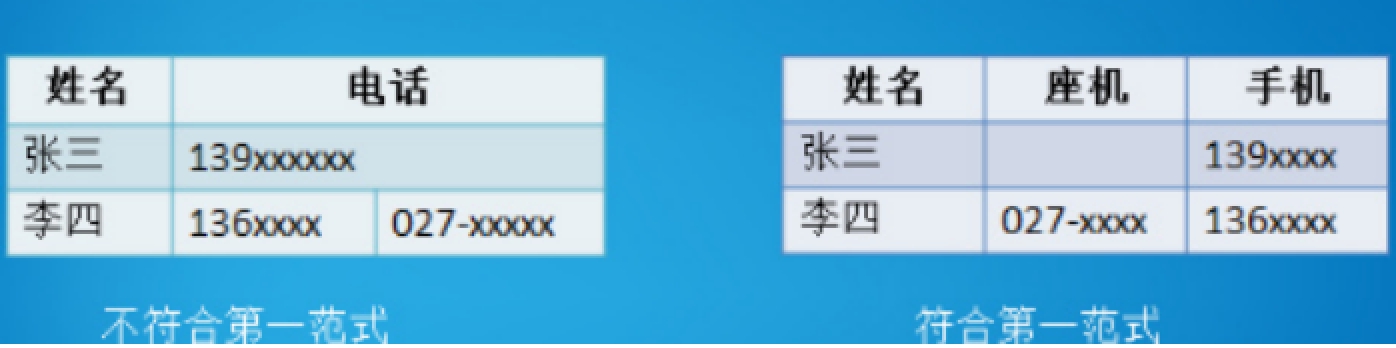 姓名 电话
张三 139xxxxxx
李四 136xxxx 027-xxxxx
不符合第一范式
姓名 座机 手机
张三 139xxxx
李四 027-xxxx 136xxxx
符合第一范式